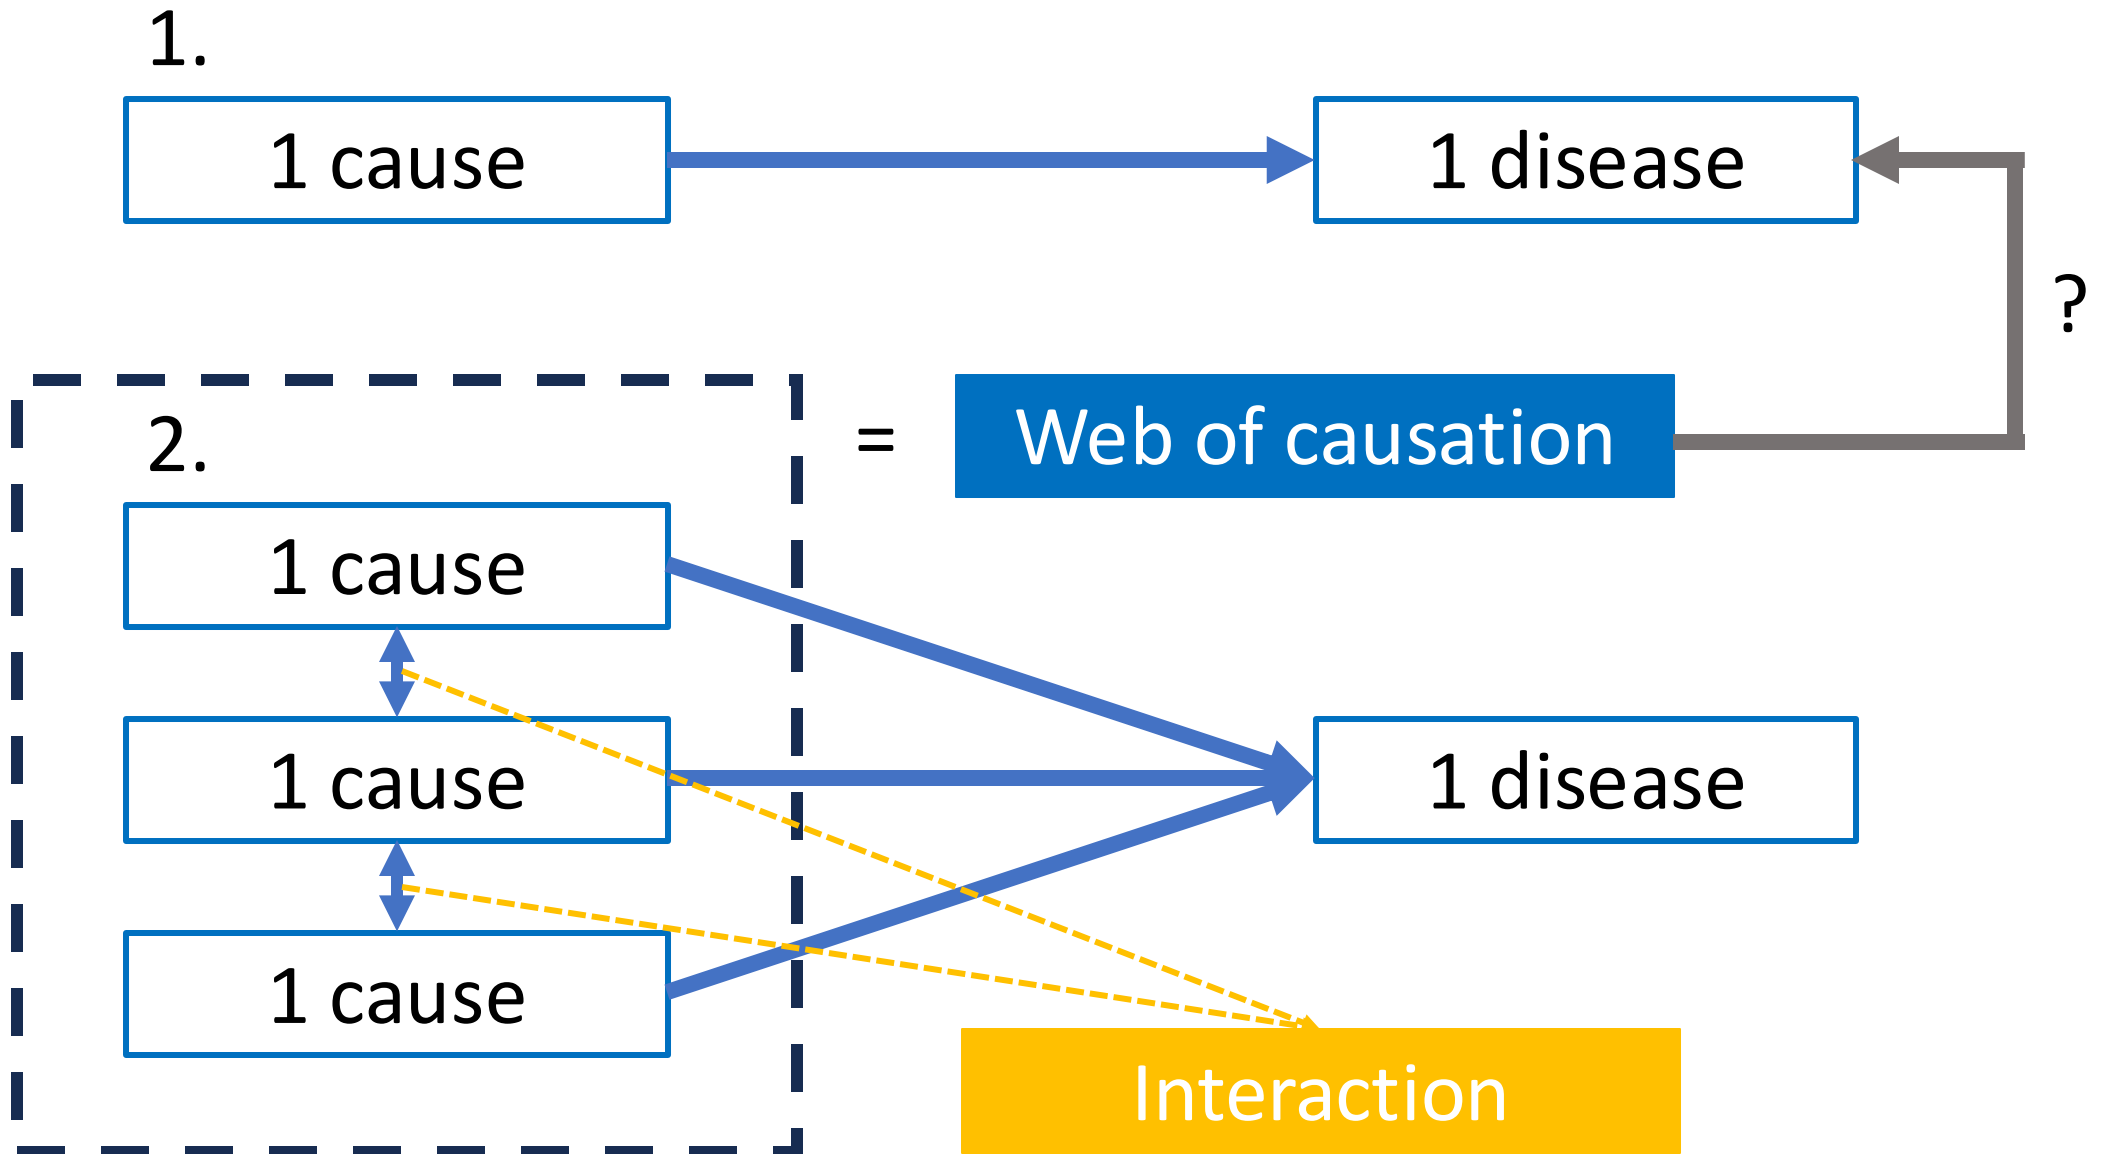 1.
1 cause
1 disease
?
2.
= Web of causation
1 cause
1 cause
1 disease
1 cause
Interaction